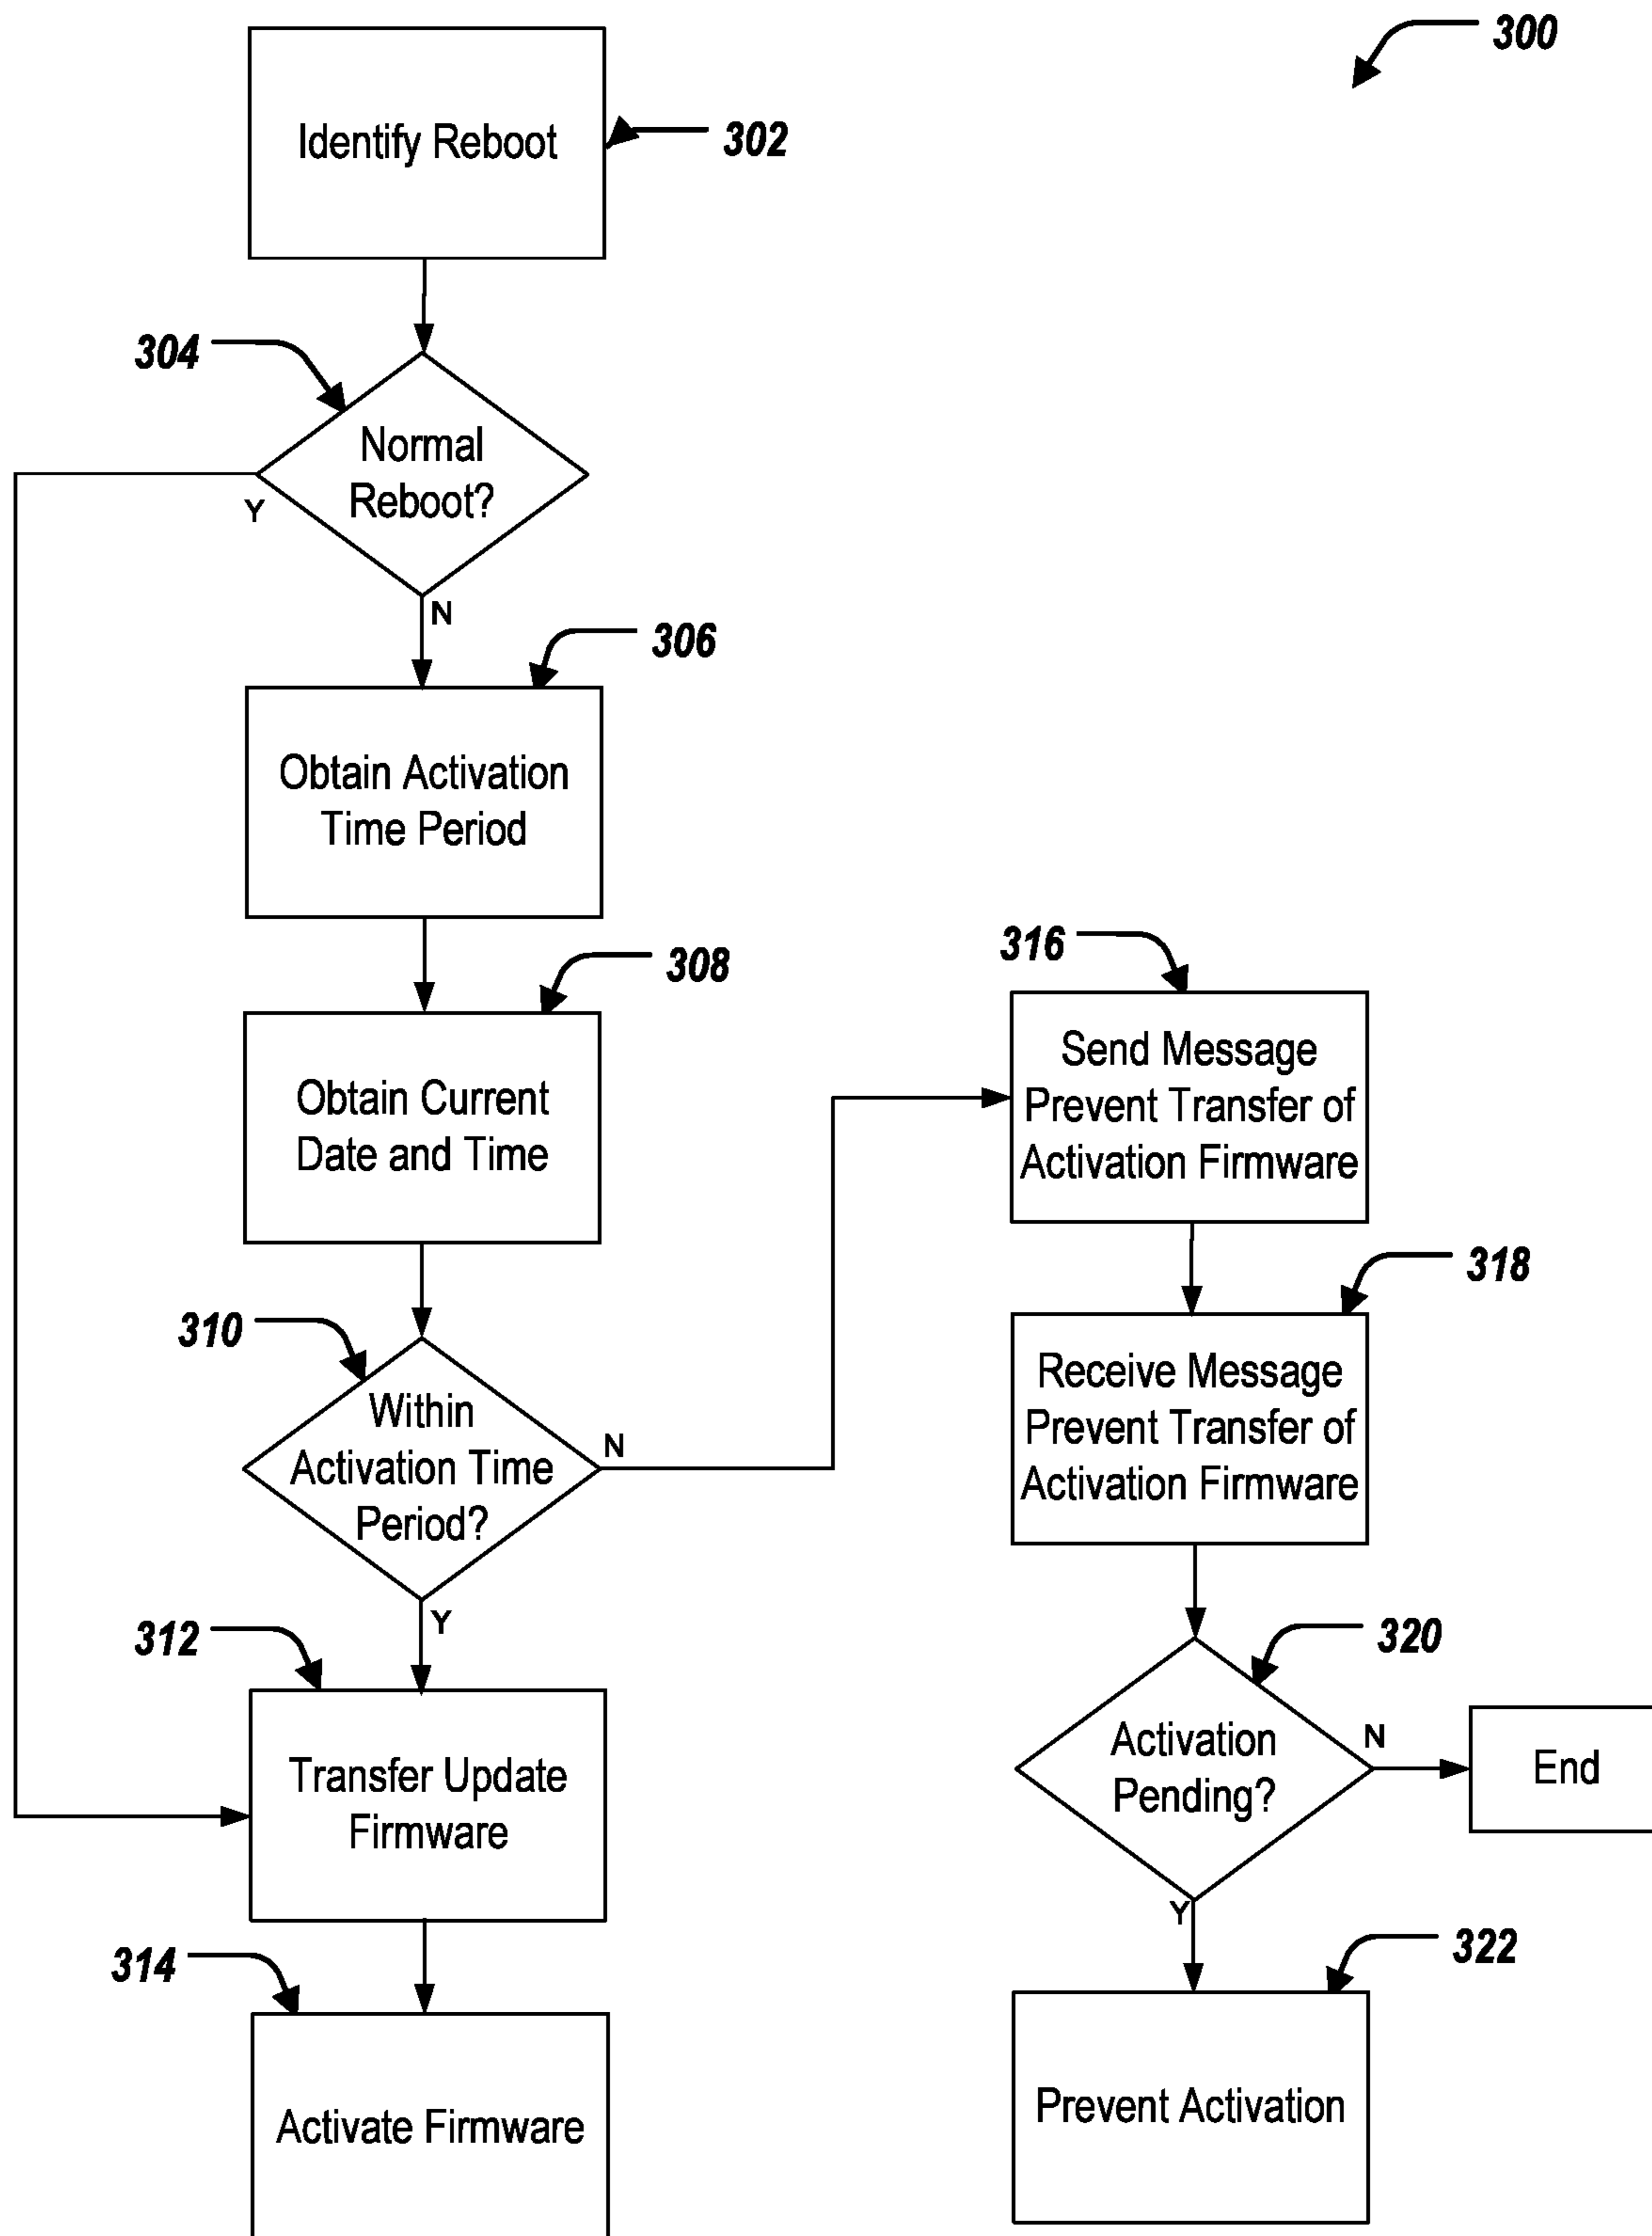 300
Identify Reboot
302
304
Normal
Reboot?
Y
N
306
Obtain Activation
Time Period
308
Obtain Current
Date and Time
310
Within
Activation Time
Period?
N
Y
312
Transfer Update
Firmware
314
Activate Firmware
316
Send Message
Prevent Transfer of
Activation Firmware
318
Receive Message
Prevent Transfer of
Activation Firmware
320
Activation
Pending?
N
End
Y
322
Prevent Activation